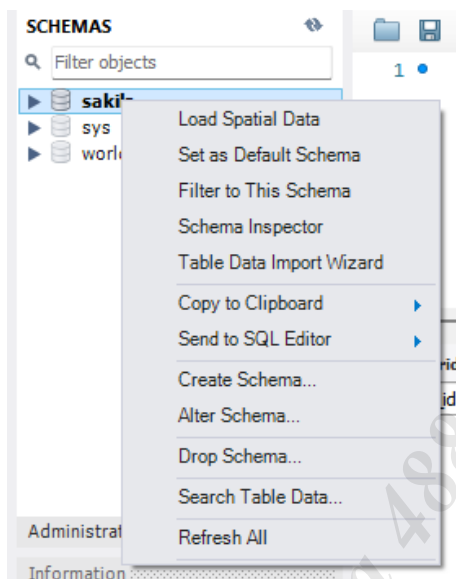 SCHEMAS
Filter objects
1
sakila
sys
world
Load Spatial Data
Set as Default Schema
Filter to This Schema
Schema Inspector
Table Data Import Wizard
Copy to Clipboard
Send to SQL Editor
Create Schema...
Alter Schema...
Drop Schema...
Search Table Data...
Refresh All
Information